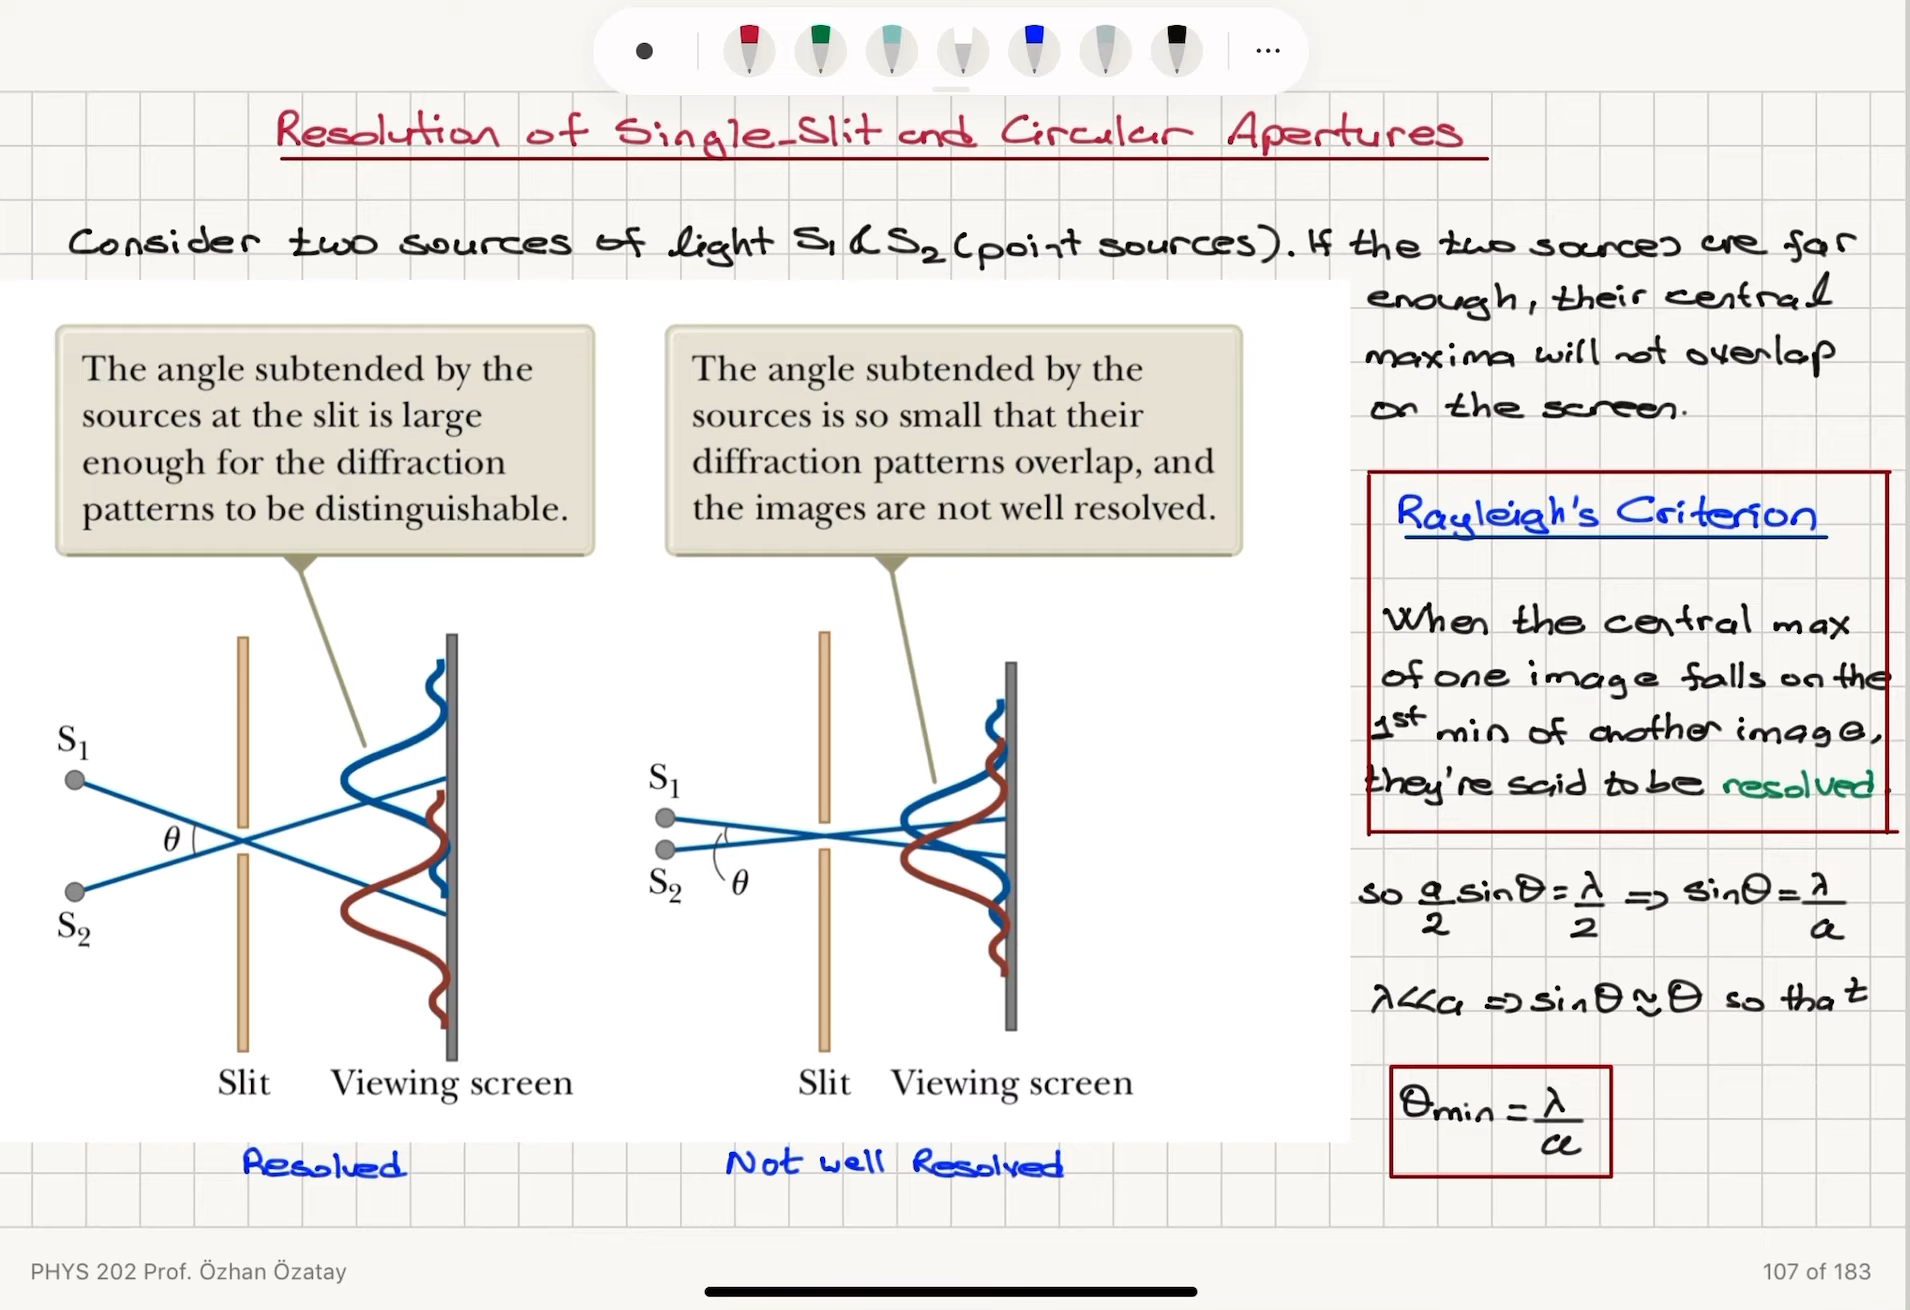 Resolution of Single-Slit and Circular Apertures
Consider two sources of light S₁ & S₂ (point sources). If the two sources are far
enough, their central
maxima will not overlap
on the screen.
The angle subtended by the
sources at the slit is large
enough for the diffraction
patterns to be distinguishable.
S₁
θ
S₂
Slit Viewing screen
Resolved
The angle subtended by the
sources is so small that their
diffraction patterns overlap, and
the images are not well resolved.
S₁
S₂ θ
Slit Viewing screen
Not well Resolved
Rayleigh's Criterion
When the central max
of one image falls on the
1st min of another image,
they're said to be resolved.
so a/2 sinθ = λ/2 => sinθ = λ/a
λ<<a => sinθ ≈ θ so that
θmin = λ/a
PHYS 202 Prof. Özhan Özatay
107 of 183